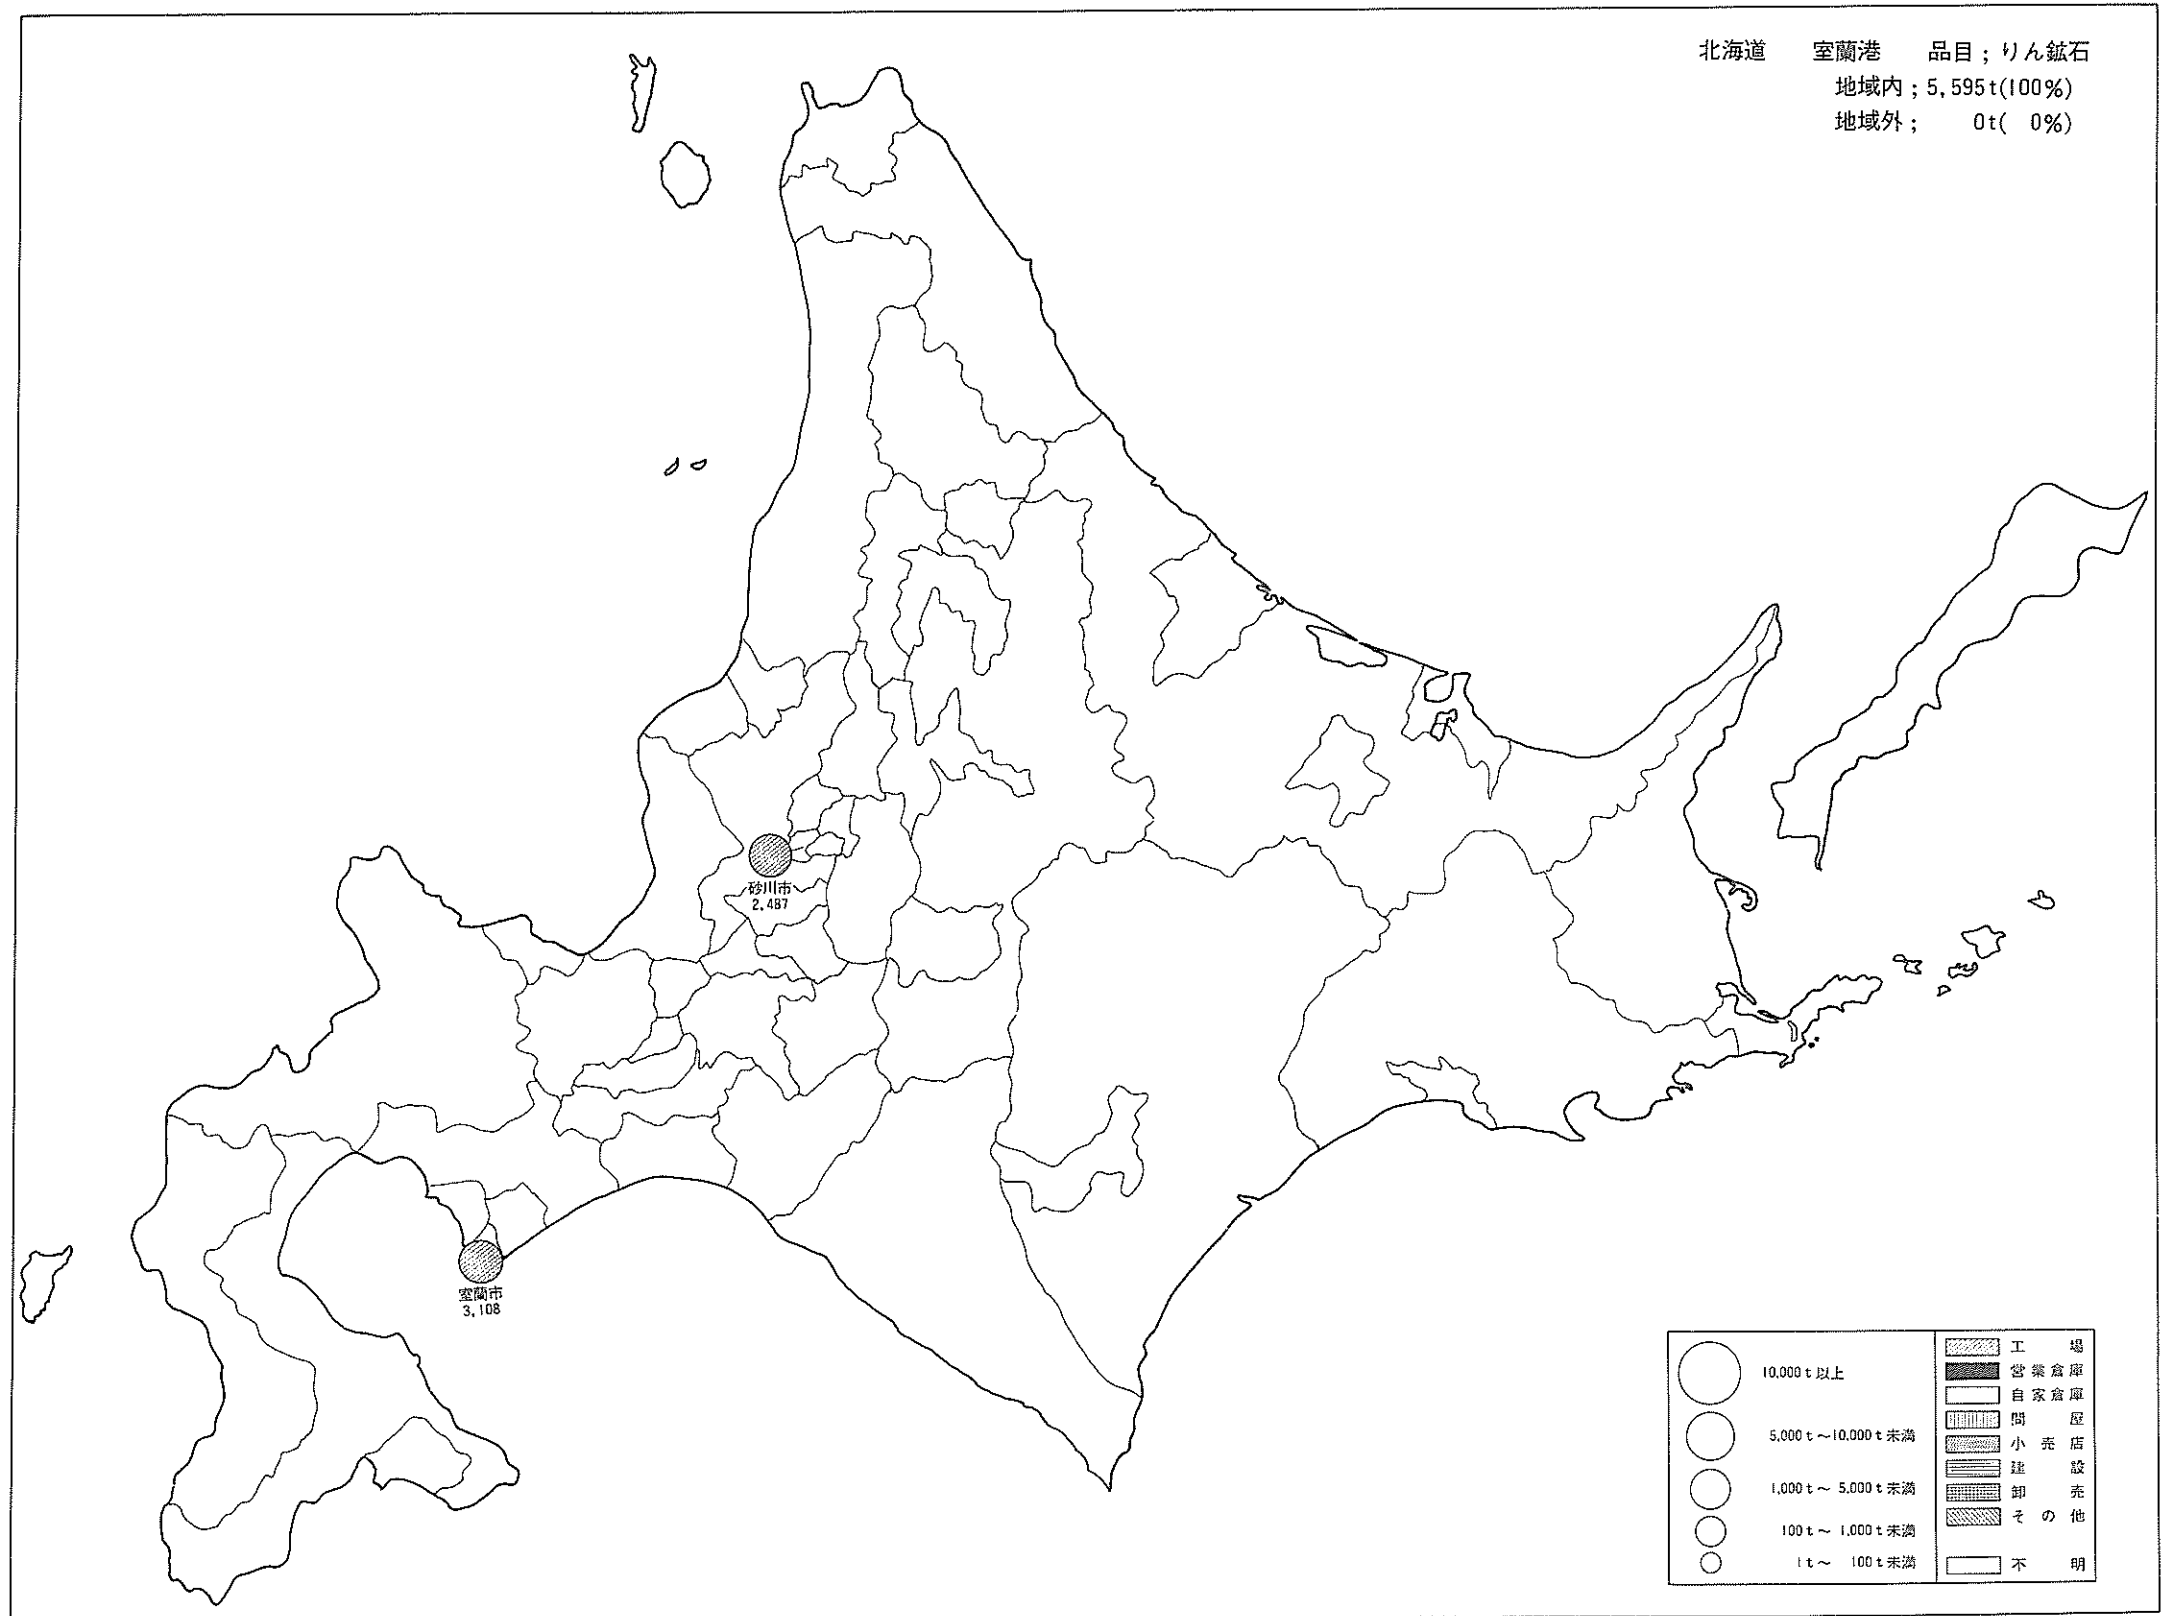 北海道 室蘭港 品目；りん鉱石
地域内；5,595t(100%)
地域外； 0t( 0%)
砂川市
2,487
室蘭市
3,108
10,000t以上
5,000t～10,000t未満
1,000t～ 5,000t未満
100t～ 1,000t未満
1t～ 100t未満
工場
営業倉庫
自家倉庫
問屋
小売店
建設
卸売
その他
不明